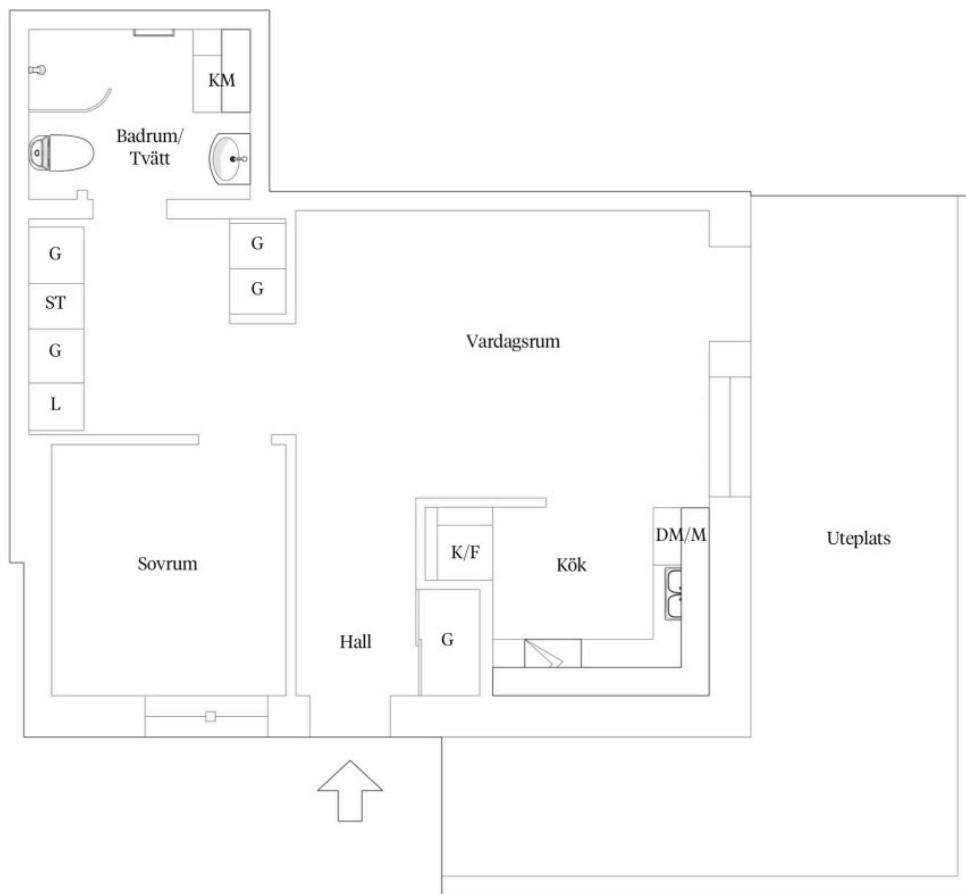 KM
Badrum/
Tvätt
G
G
ST
G
G
L
Vardagsrum
DM/M
K/F
Kök
Uteplats
Sovrum
Hall
G